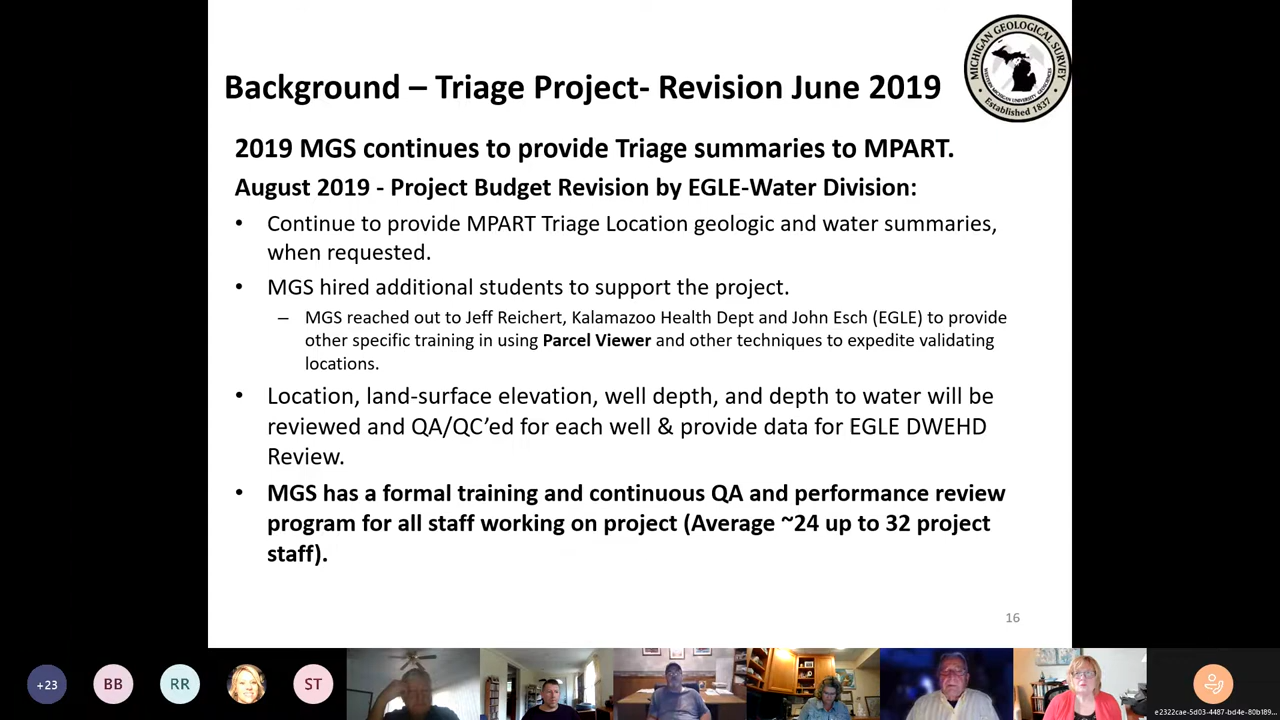 Background – Triage Project- Revision June 2019
MICHIGAN GEOLOGICAL SURVEY
Established 1837
2019 MGS continues to provide Triage summaries to MPART.
August 2019 - Project Budget Revision by EGLE-Water Division:
• Continue to provide MPART Triage Location geologic and water summaries,
when requested.
• MGS hired additional students to support the project.
– MGS reached out to Jeff Reichert, Kalamazoo Health Dept and John Esch (EGLE) to provide
other specific training in using Parcel Viewer and other techniques to expedite validating
locations.
• Location, land-surface elevation, well depth, and depth to water will be
reviewed and QA/QC’ed for each well & provide data for EGLE DWEHD
Review.
• MGS has a formal training and continuous QA and performance review
program for all staff working on project (Average ~24 up to 32 project
staff).
16
+23 BB RR ST
e2322cae-5d03-4487-bd4e-80b189...